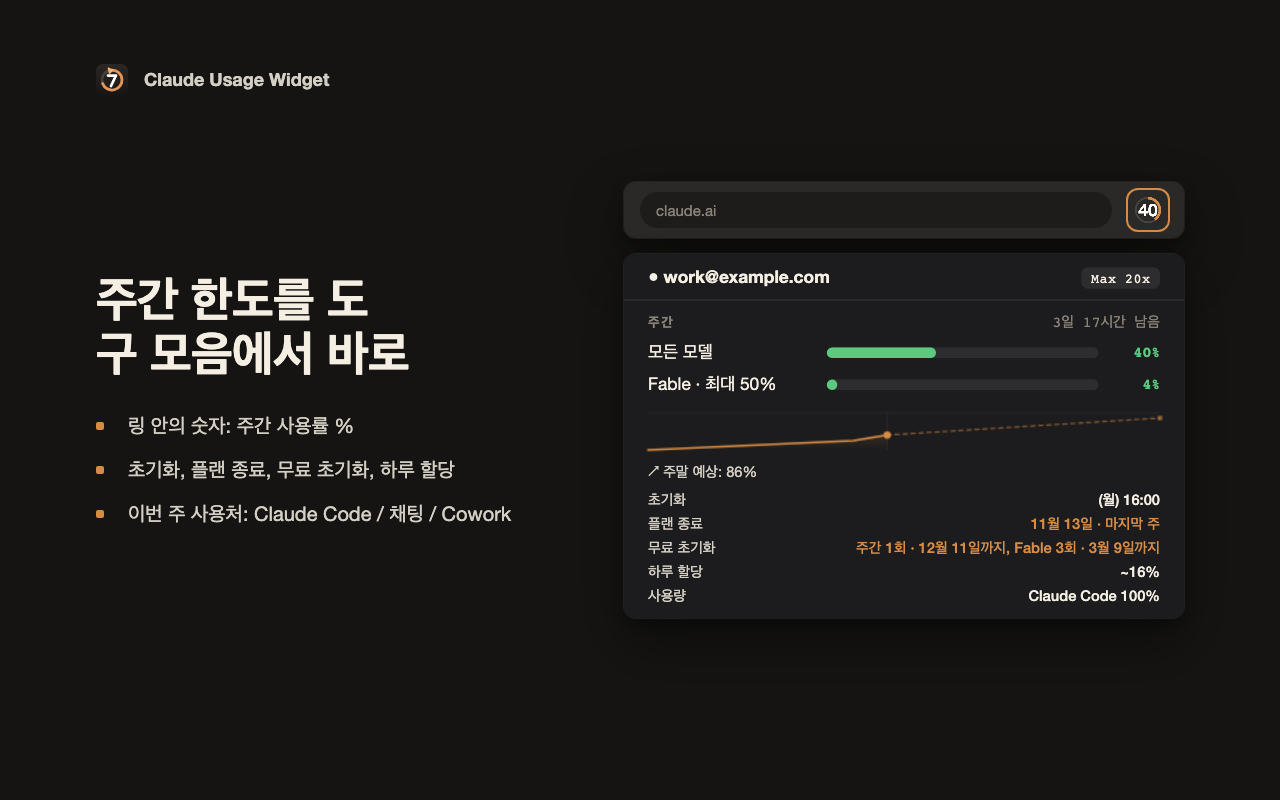 7 Claude Usage Widget
주간 한도를 도
구 모음에서 바로
링 안의 숫자: 주간 사용률 %
초기화, 플랜 종료, 무료 초기화, 하루 할당
이번 주 사용처: Claude Code / 채팅 / Cowork
claude.ai 40
work@example.com Max 20x
주간 3일 17시간 남음
모든 모델 40%
Fable · 최대 50% 4%
↗ 주말 예상: 86%
초기화 (월) 16:00
플랜 종료 11월 13일 · 마지막 주
무료 초기화 주간 1회 · 12월 11일까지, Fable 3회 · 3월 9일까지
하루 할당 ~16%
사용량 Claude Code 100%